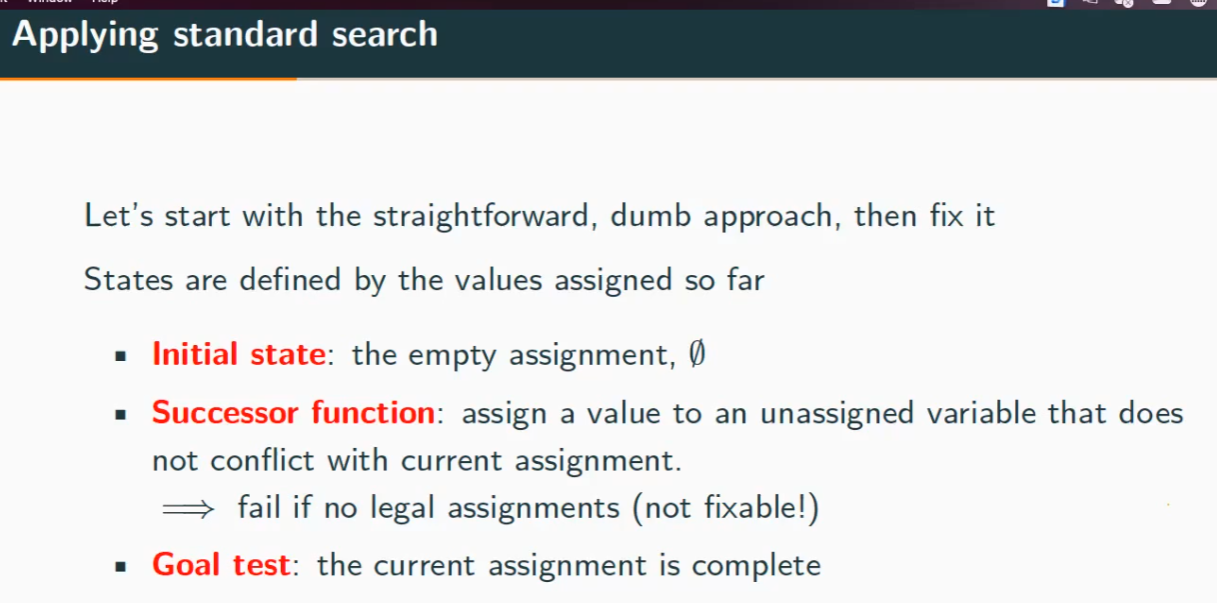 Applying standard search
Let's start with the straightforward, dumb approach, then fix it
States are defined by the values assigned so far
▪ Initial state: the empty assignment, ∅
▪ Successor function: assign a value to an unassigned variable that does
not conflict with current assignment.
⟹ fail if no legal assignments (not fixable!)
▪ Goal test: the current assignment is complete